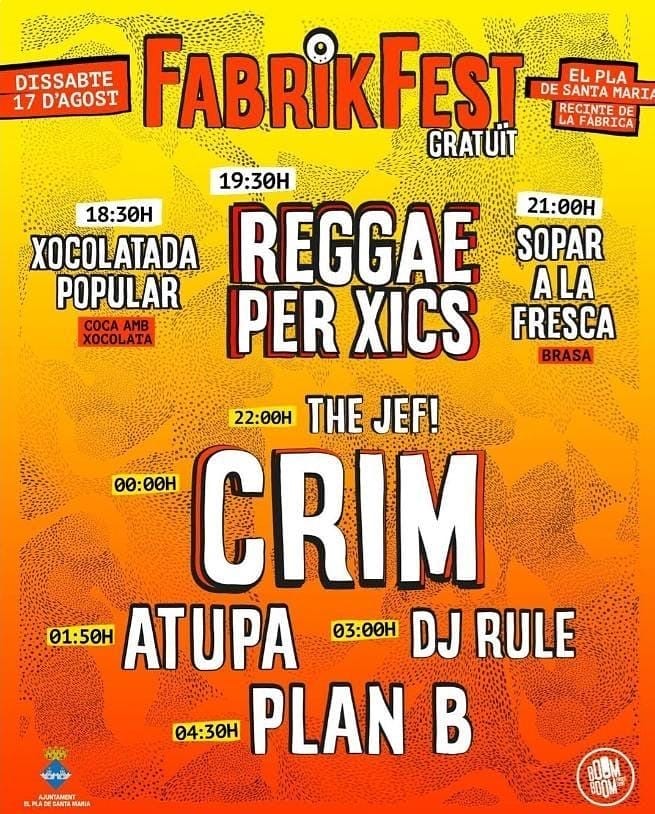 DISSABTE
17 D'AGOST
FABRIKFEST
GRATUÏT
EL PLA
DE SANTA MARIA
RECINTE DE
LA FÀBRICA
18:30H
XOCOLATADA
POPULAR
COCA AMB
XOCOLATA
19:30H
REGGAE
PER XICS
21:00H
SOPAR
A LA
FRESCA
BRASA
22:00H THE JEF!
00:00H CRIM
01:50H ATUPA
03:00H DJ RULE
04:30H PLAN B
AJUNTAMENT
EL PLA DE SANTA MARIA
BOOM
BOOM